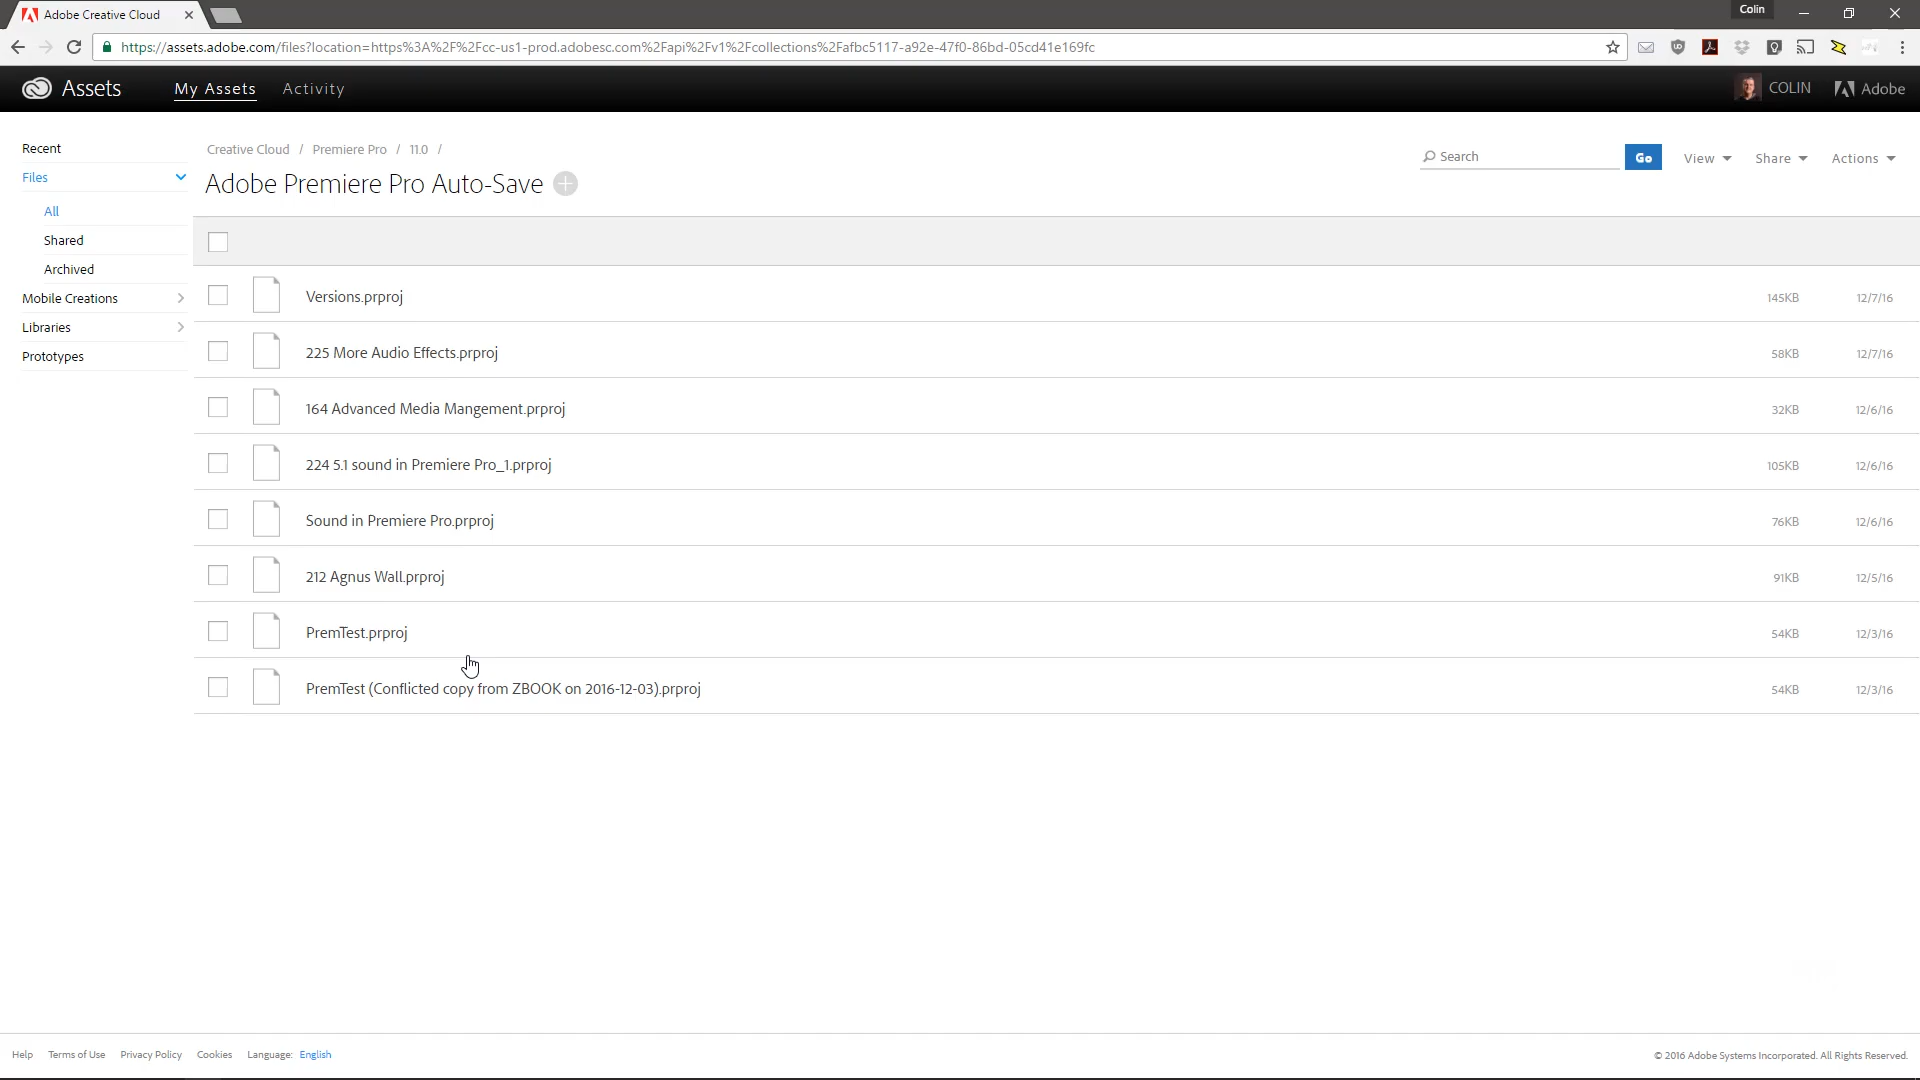 Adobe Creative Cloud
Colin
https://assets.adobe.com/files?location=https%3A%2F%2Fcc-us1-prod.adobesc.com%2Fapi%2Fv1%2Fcollections%2Fafbc5117-a92e-47f0-86bd-05cd41e169fc
Assets My Assets Activity COLIN Adobe
Recent
Files
All
Shared
Archived
Mobile Creations
Libraries
Prototypes
Creative Cloud / Premiere Pro / 11.0 /
Adobe Premiere Pro Auto-Save
Search Go View Share Actions
Versions.prproj 145KB 12/7/16
225 More Audio Effects.prproj 58KB 12/7/16
164 Advanced Media Mangement.prproj 32KB 12/6/16
224 5.1 sound in Premiere Pro_1.prproj 105KB 12/6/16
Sound in Premiere Pro.prproj 76KB 12/6/16
212 Agnus Wall.prproj 91KB 12/5/16
PremTest.prproj 54KB 12/3/16
PremTest (Conflicted copy from ZBOOK on 2016-12-03).prproj 54KB 12/3/16
Help Terms of Use Privacy Policy Cookies Language: English
© 2016 Adobe Systems Incorporated. All Rights Reserved.